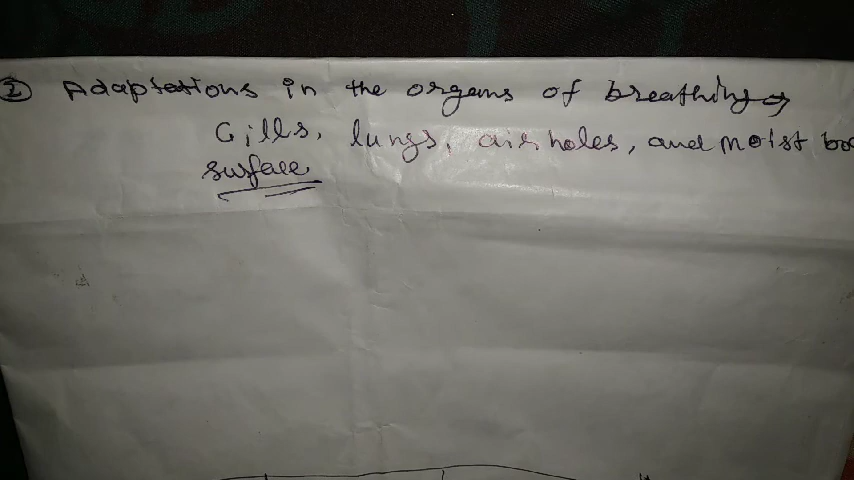 ② Adaptations in the organs of breathing →
Gills, lungs, air holes, and moist
surface